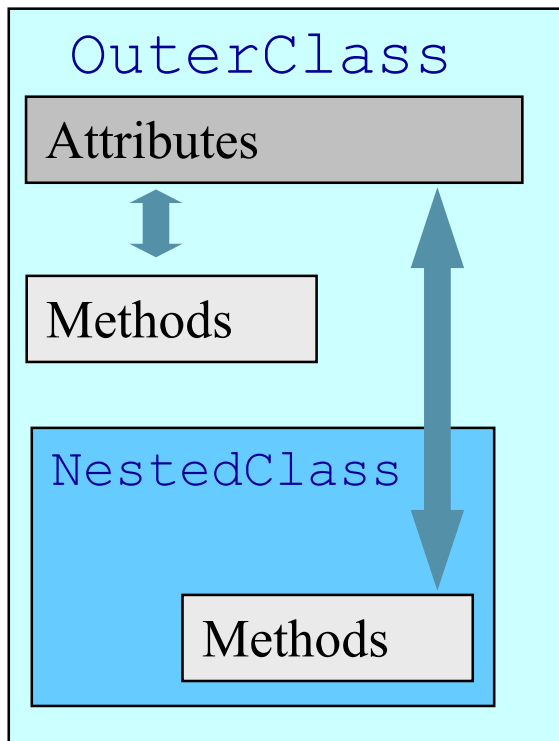 OuterClass
Attributes
Methods
NestedClass
Methods